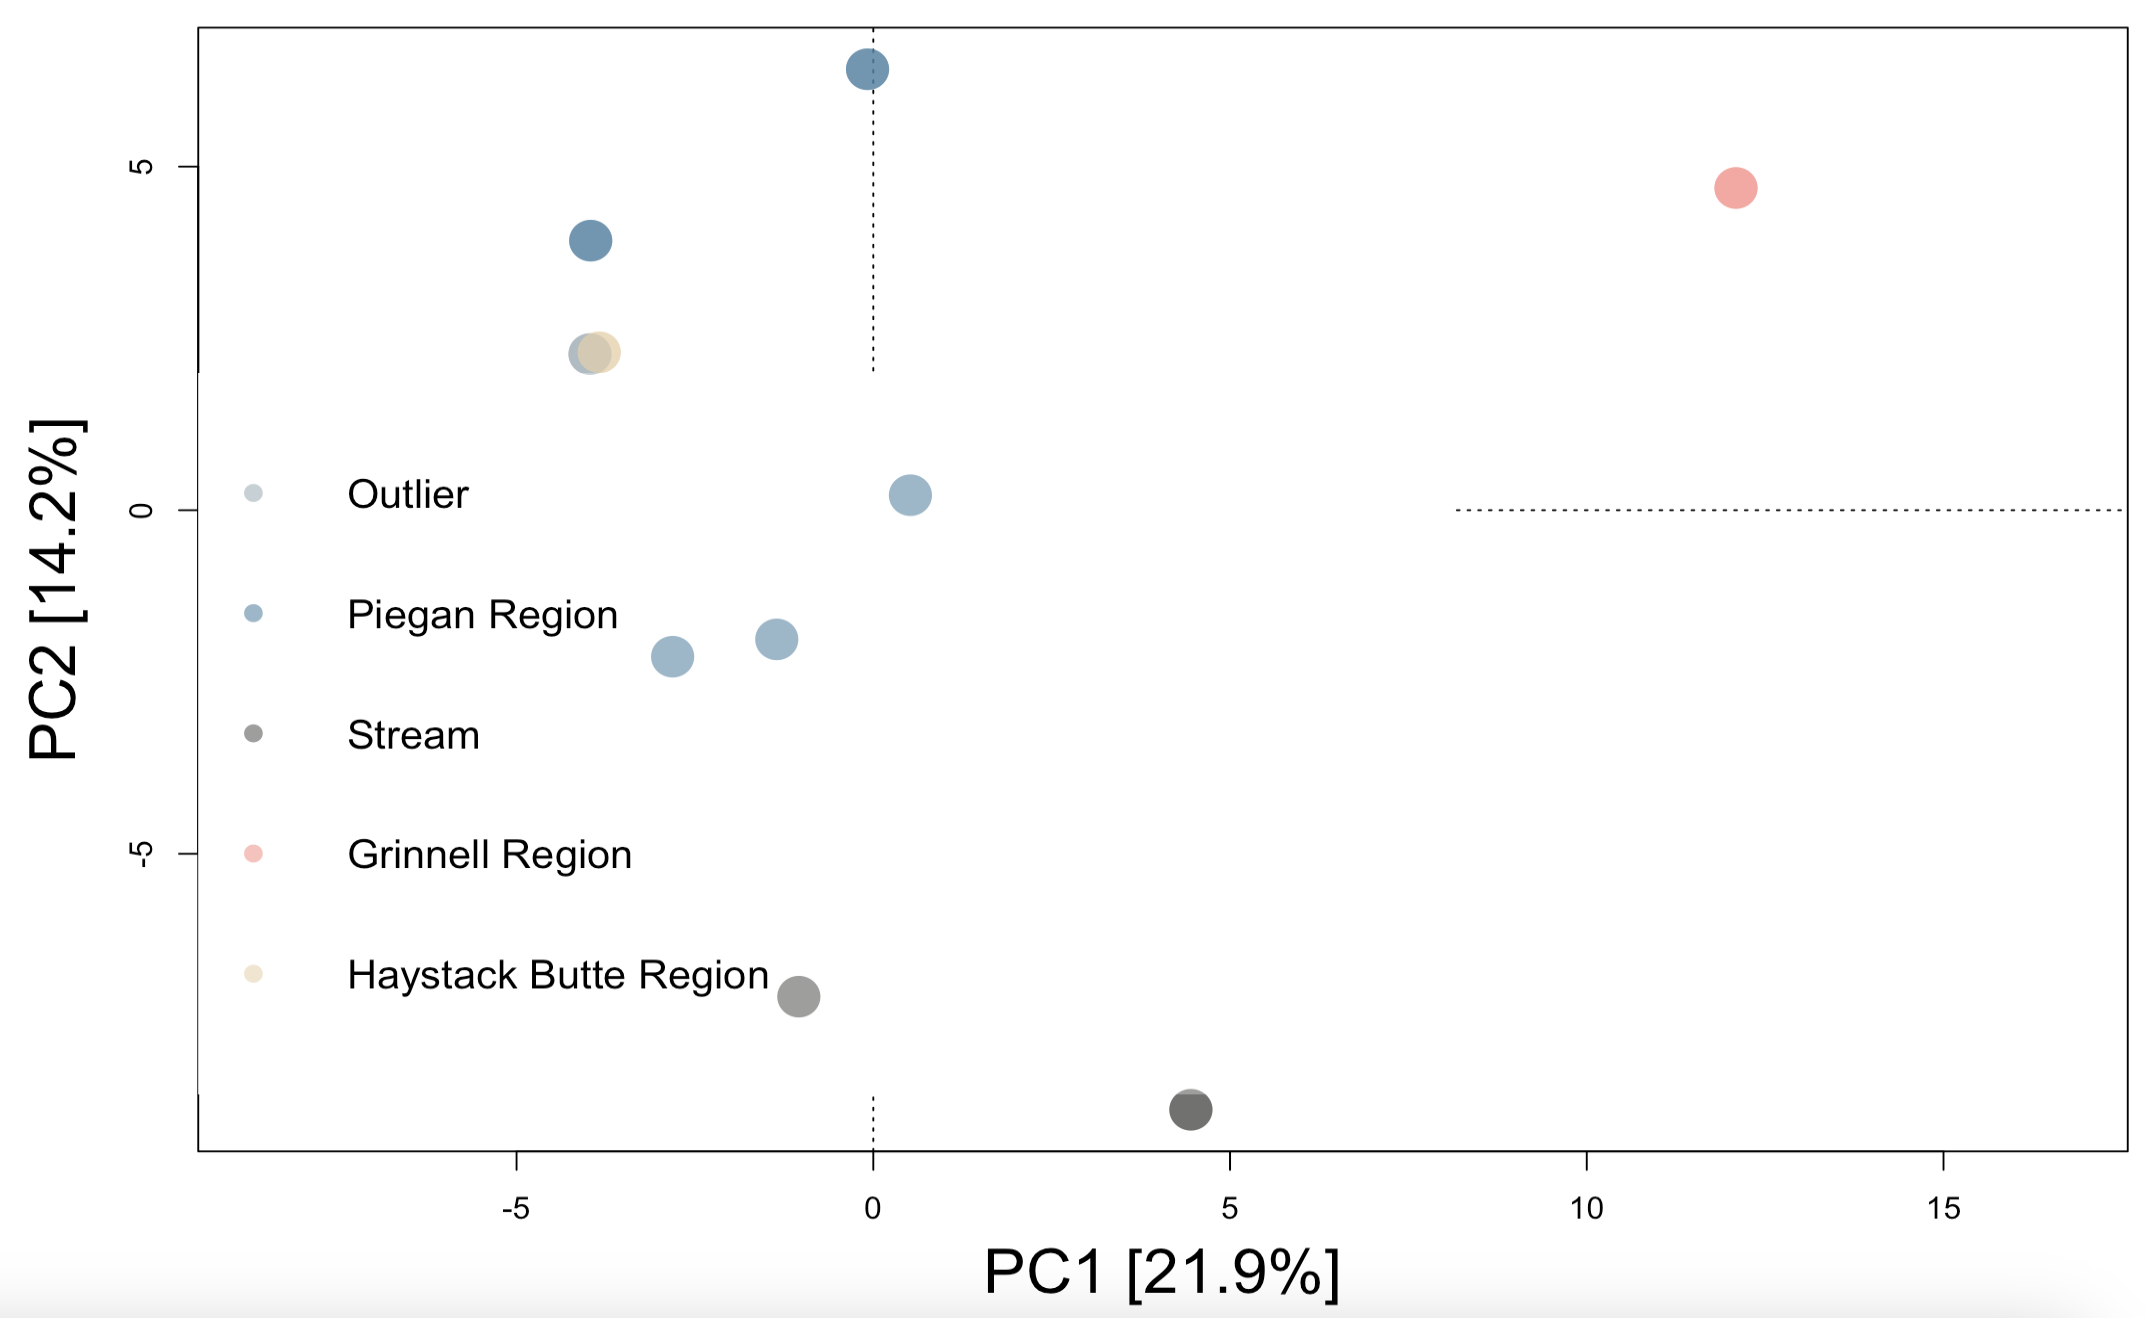 5
0
-5
PC2 [14.2%]
Outlier
Piegan Region
Stream
Grinnell Region
Haystack Butte Region
-5 0 5 10 15
PC1 [21.9%]